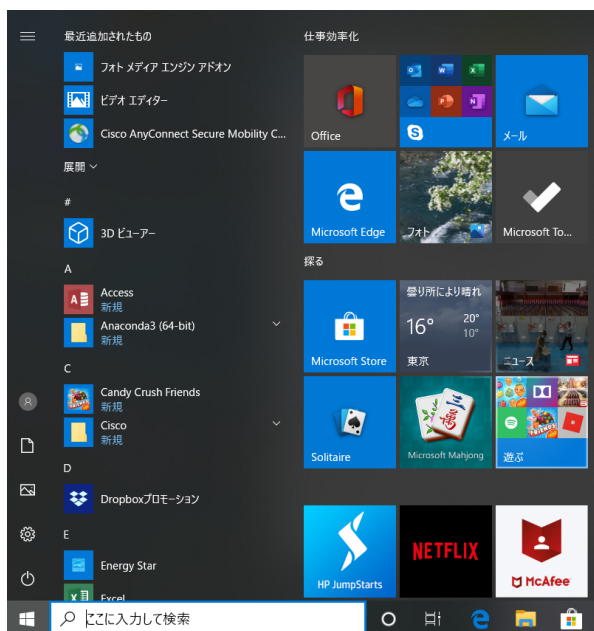 最近追加されたもの
フォト メディア エンジン アドオン
ビデオ エディター
Cisco AnyConnect Secure Mobility C...
展開
#
3D ビューアー
A
Access
新規
Anaconda3 (64-bit)
新規
C
Candy Crush Friends
新規
Cisco
新規
D
Dropboxプロモーション
E
Energy Star
Excel
仕事効率化
Office
メール
Microsoft Edge
フォト
Microsoft To...
探る
Microsoft Store
曇り所により晴れ
16° 20°
10°
東京
ニュース
Solitaire
三萬
Microsoft Mahjong
遊ぶ
HP JumpStarts
NETFLIX
McAfee
ここに入力して検索